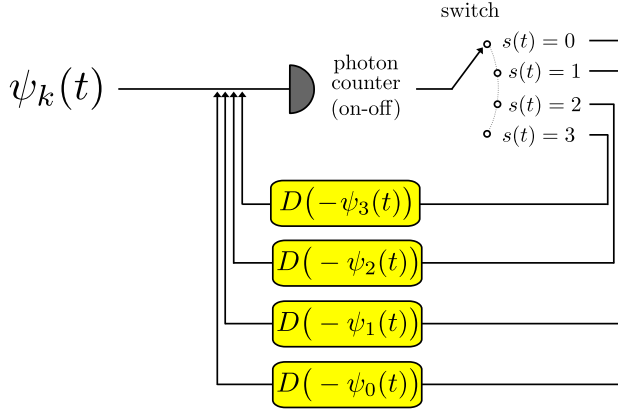 switch
s(t) = 0
photon
counter
(on-off)
s(t) = 1
ψ_k(t)
s(t) = 2
s(t) = 3
D(−ψ_3(t))
D(−ψ_2(t))
D(−ψ_1(t))
D(−ψ_0(t))